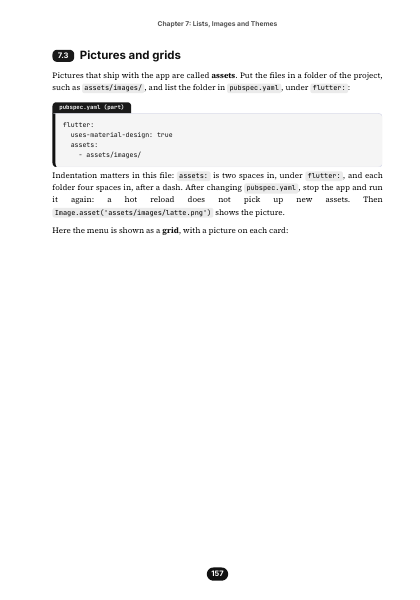 Chapter 7: Lists, Images and Themes
7.3 Pictures and grids
Pictures that ship with the app are called assets. Put the files in a folder of the project,
such as assets/images/, and list the folder in pubspec.yaml, under flutter::
pubspec.yaml (part)
flutter:
  uses-material-design: true
  assets:
    - assets/images/
Indentation matters in this file: assets: is two spaces in, under flutter:, and each
folder four spaces in, after a dash. After changing pubspec.yaml, stop the app and run
it again: a hot reload does not pick up new assets. Then
Image.asset('assets/images/latte.png') shows the picture.
Here the menu is shown as a grid, with a picture on each card:
157